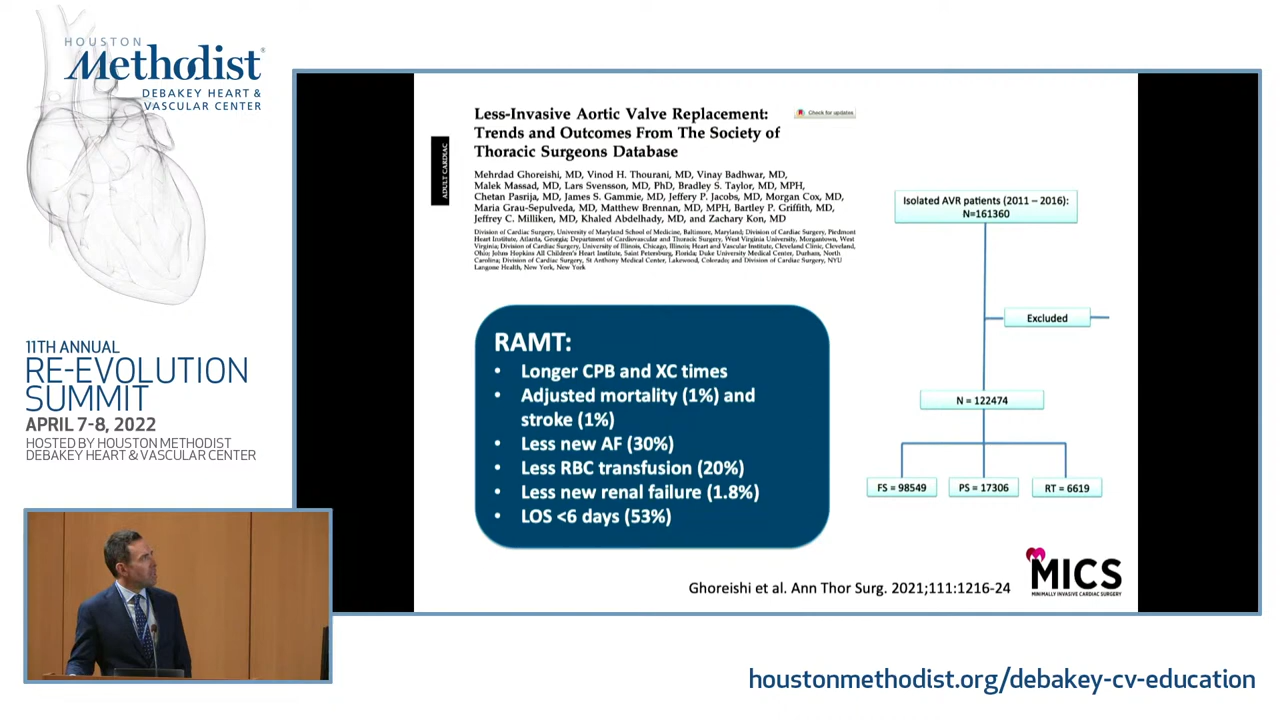 HOUSTON
Methodist®
DEBAKEY HEART &
VASCULAR CENTER
11TH ANNUAL
RE-EVOLUTION
SUMMIT
APRIL 7-8, 2022
HOSTED BY HOUSTON METHODIST
DEBAKEY HEART & VASCULAR CENTER
ADULT CARDIAC
Less-Invasive Aortic Valve Replacement:
Trends and Outcomes From The Society of
Thoracic Surgeons Database
Check for updates
Mehrdad Ghoreishi, MD, Vinod H. Thourani, MD, Vinay Badhwar, MD,
Malek Massad, MD, Lars Svensson, MD, PhD, Bradley S. Taylor, MD, MPH,
Chetan Pasrija, MD, James S. Gammie, MD, Jeffery P. Jacobs, MD, Morgan Cox, MD,
Maria Grau-Sepulveda, MD, Matthew Brennan, MD, MPH, Bartley P. Griffith, MD,
Jeffrey C. Milliken, MD, Khaled Abdelhady, MD, and Zachary Kon, MD
Division of Cardiac Surgery, University of Maryland School of Medicine, Baltimore, Maryland; Division of Cardiac Surgery, Piedmont
Heart Institute, Atlanta, Georgia; Department of Cardiovascular and Thoracic Surgery, West Virginia University, Morgantown, West
Virginia; Division of Cardiac Surgery, University of Illinois, Chicago, Illinois; Heart and Vascular Institute, Cleveland Clinic, Cleveland,
Ohio; Johns Hopkins All Children's Heart Institute, Saint Petersburg, Florida; Duke University Medical Center, Durham, North
Carolina; Division of Cardiac Surgery, St Anthony Medical Center, Lakewood, Colorado; and Division of Cardiac Surgery, NYU
Langone Health, New York, New York
RAMT:
• Longer CPB and XC times
• Adjusted mortality (1%) and
stroke (1%)
• Less new AF (30%)
• Less RBC transfusion (20%)
• Less new renal failure (1.8%)
• LOS <6 days (53%)
Isolated AVR patients (2011 – 2016):
N=161360
Excluded
N = 122474
FS = 98549
PS = 17306
RT = 6619
Ghoreishi et al. Ann Thor Surg. 2021;111:1216-24
MICS
MINIMALLY INVASIVE CARDIAC SURGERY
houstonmethodist.org/debakey-cv-education